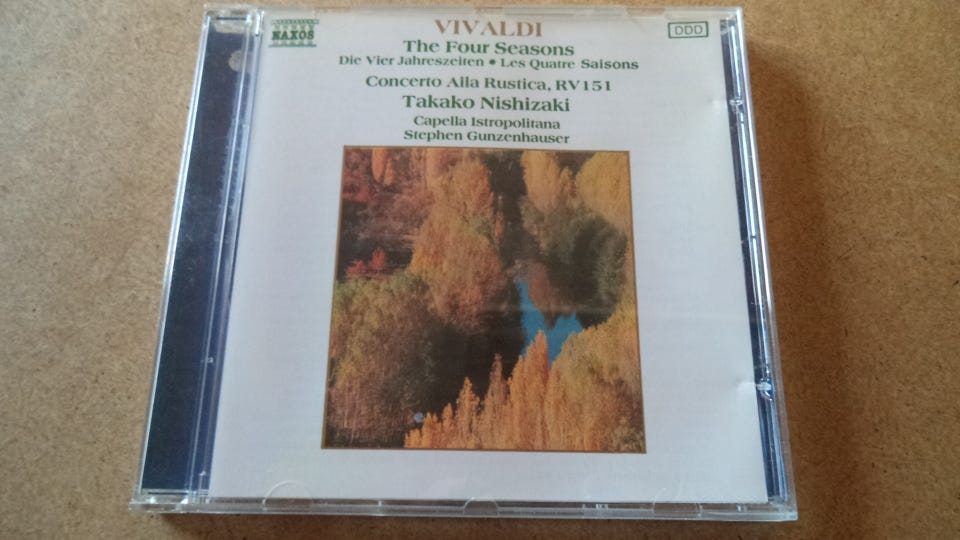 NAXOS
VIVALDI
DDD
The Four Seasons
Die Vier Jahreszeiten • Les Quatre Saisons
Concerto Alla Rustica, RV151
Takako Nishizaki
Capella Istropolitana
Stephen Gunzenhauser